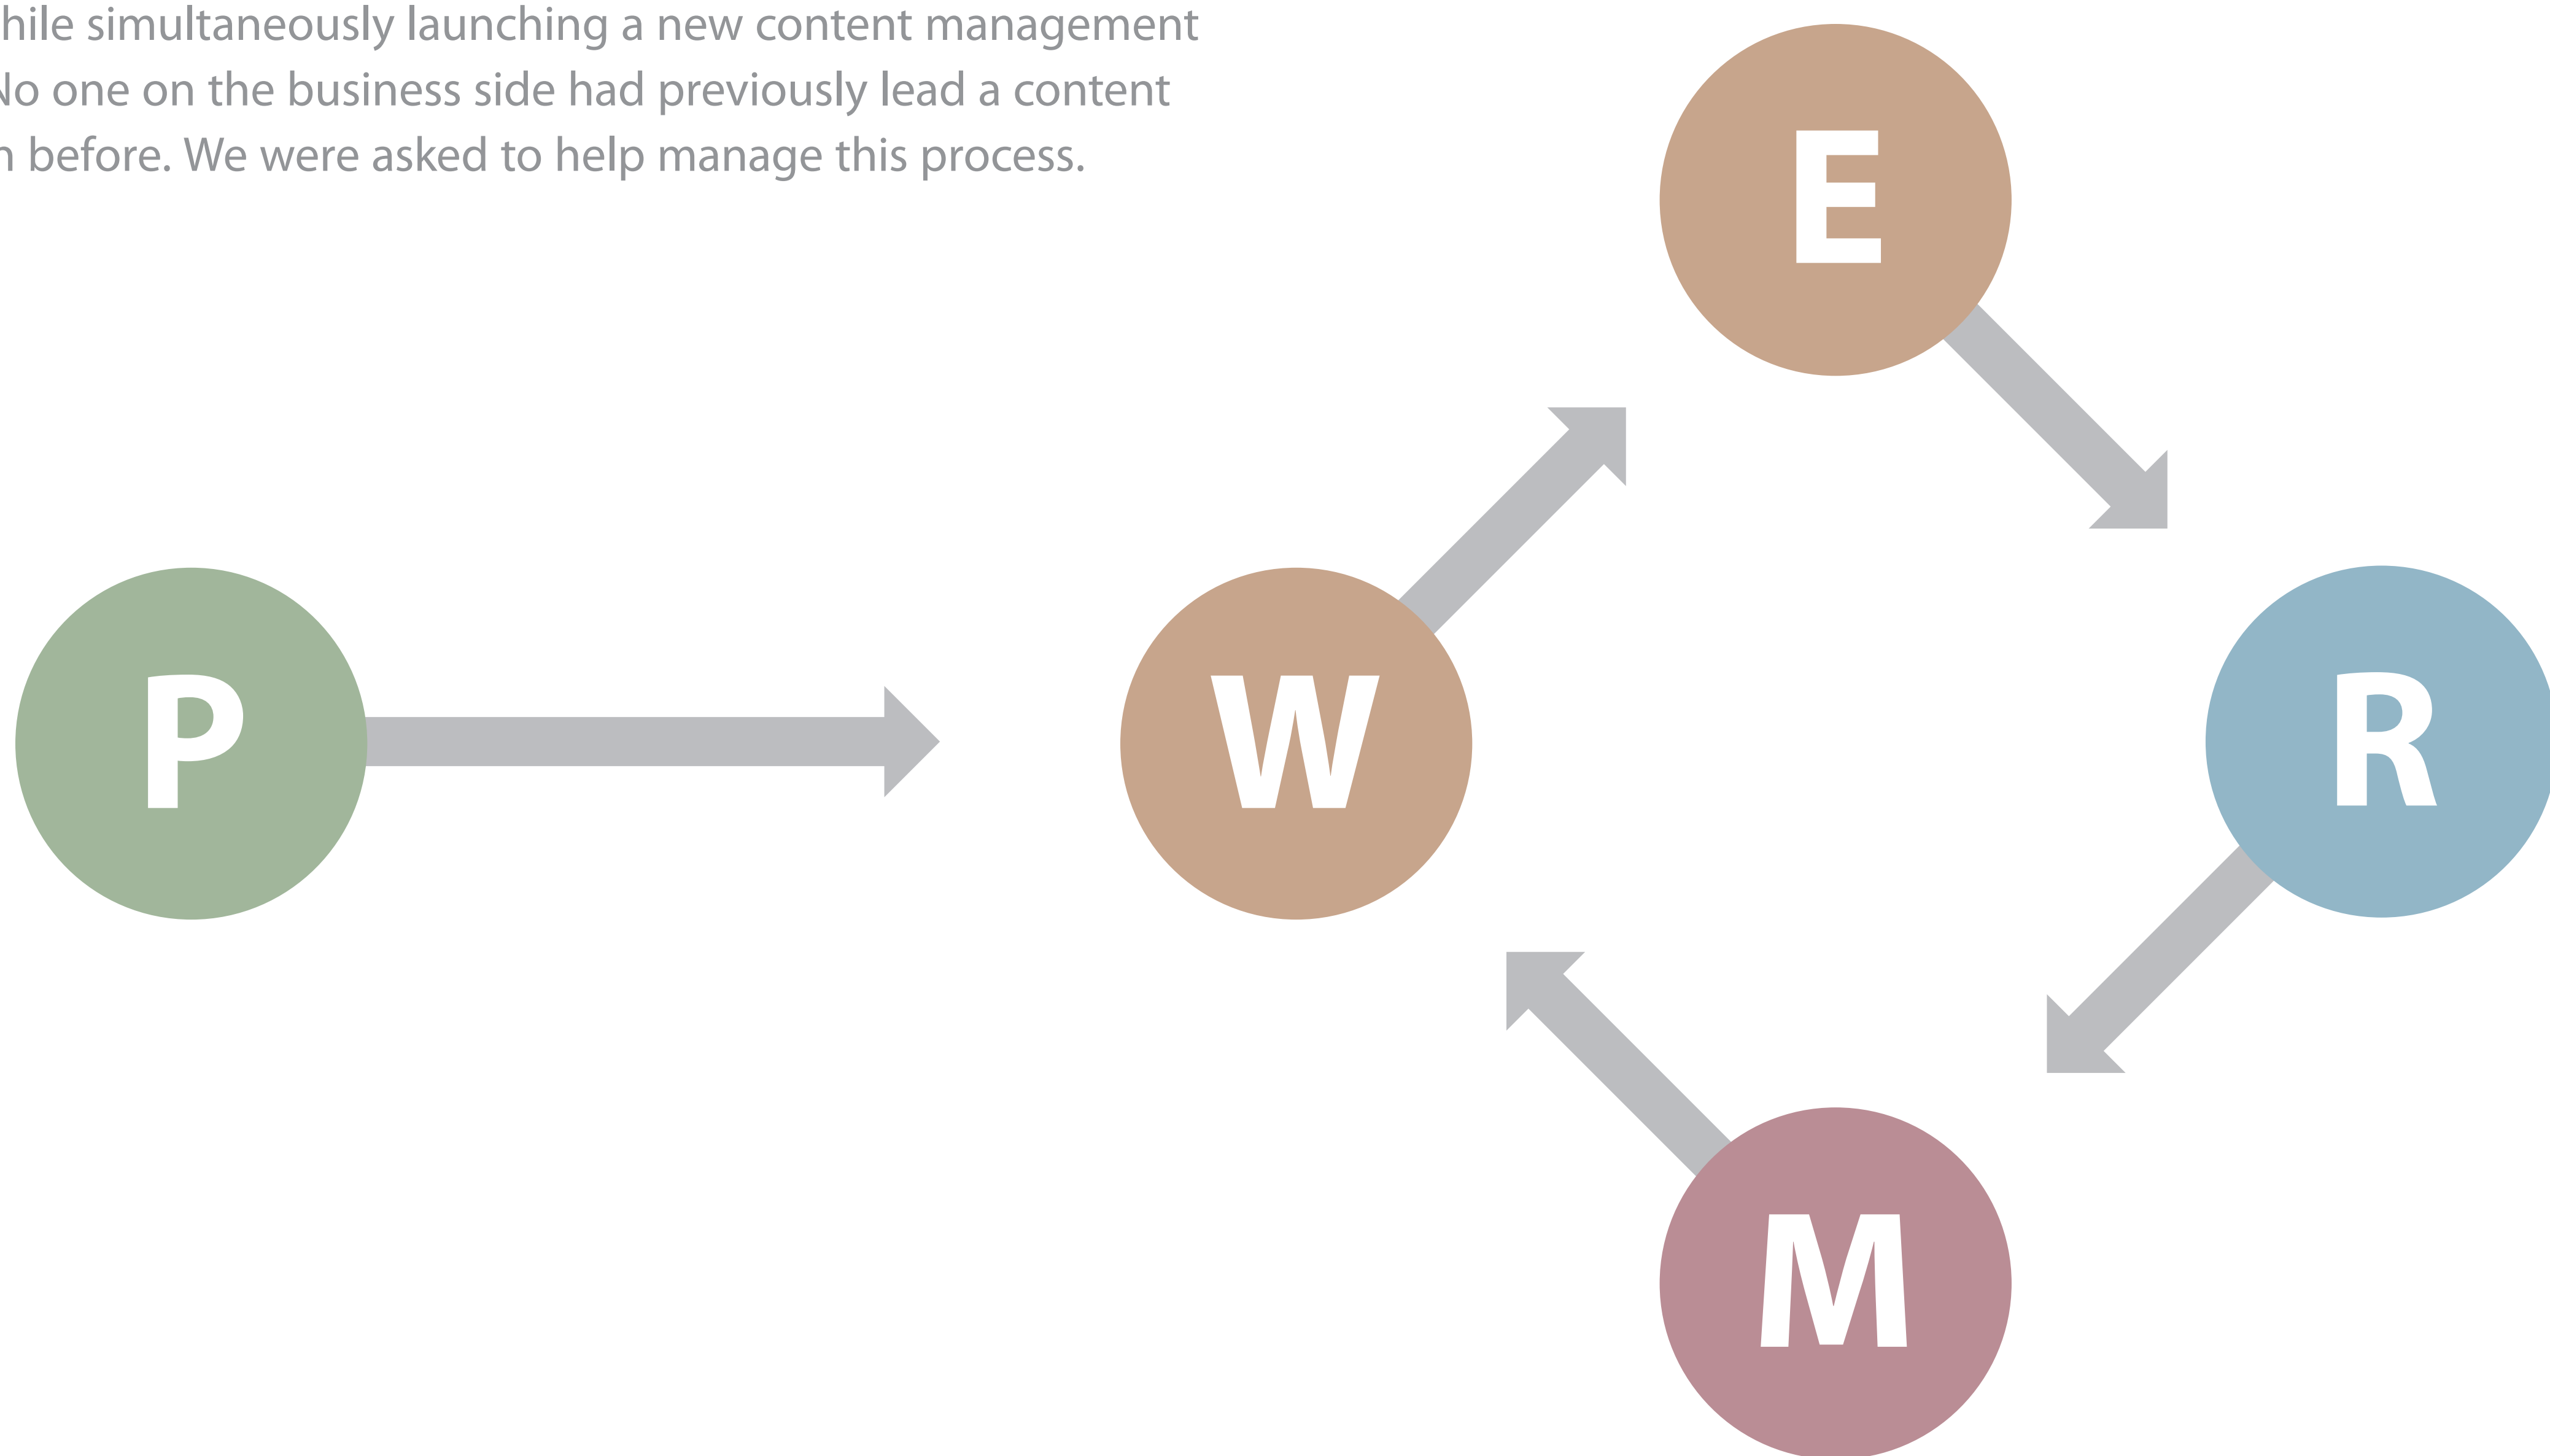 hile simultaneously launching a new content management
No one on the business side had previously lead a content
n before. We were asked to help manage this process.
E
P
W
R
M